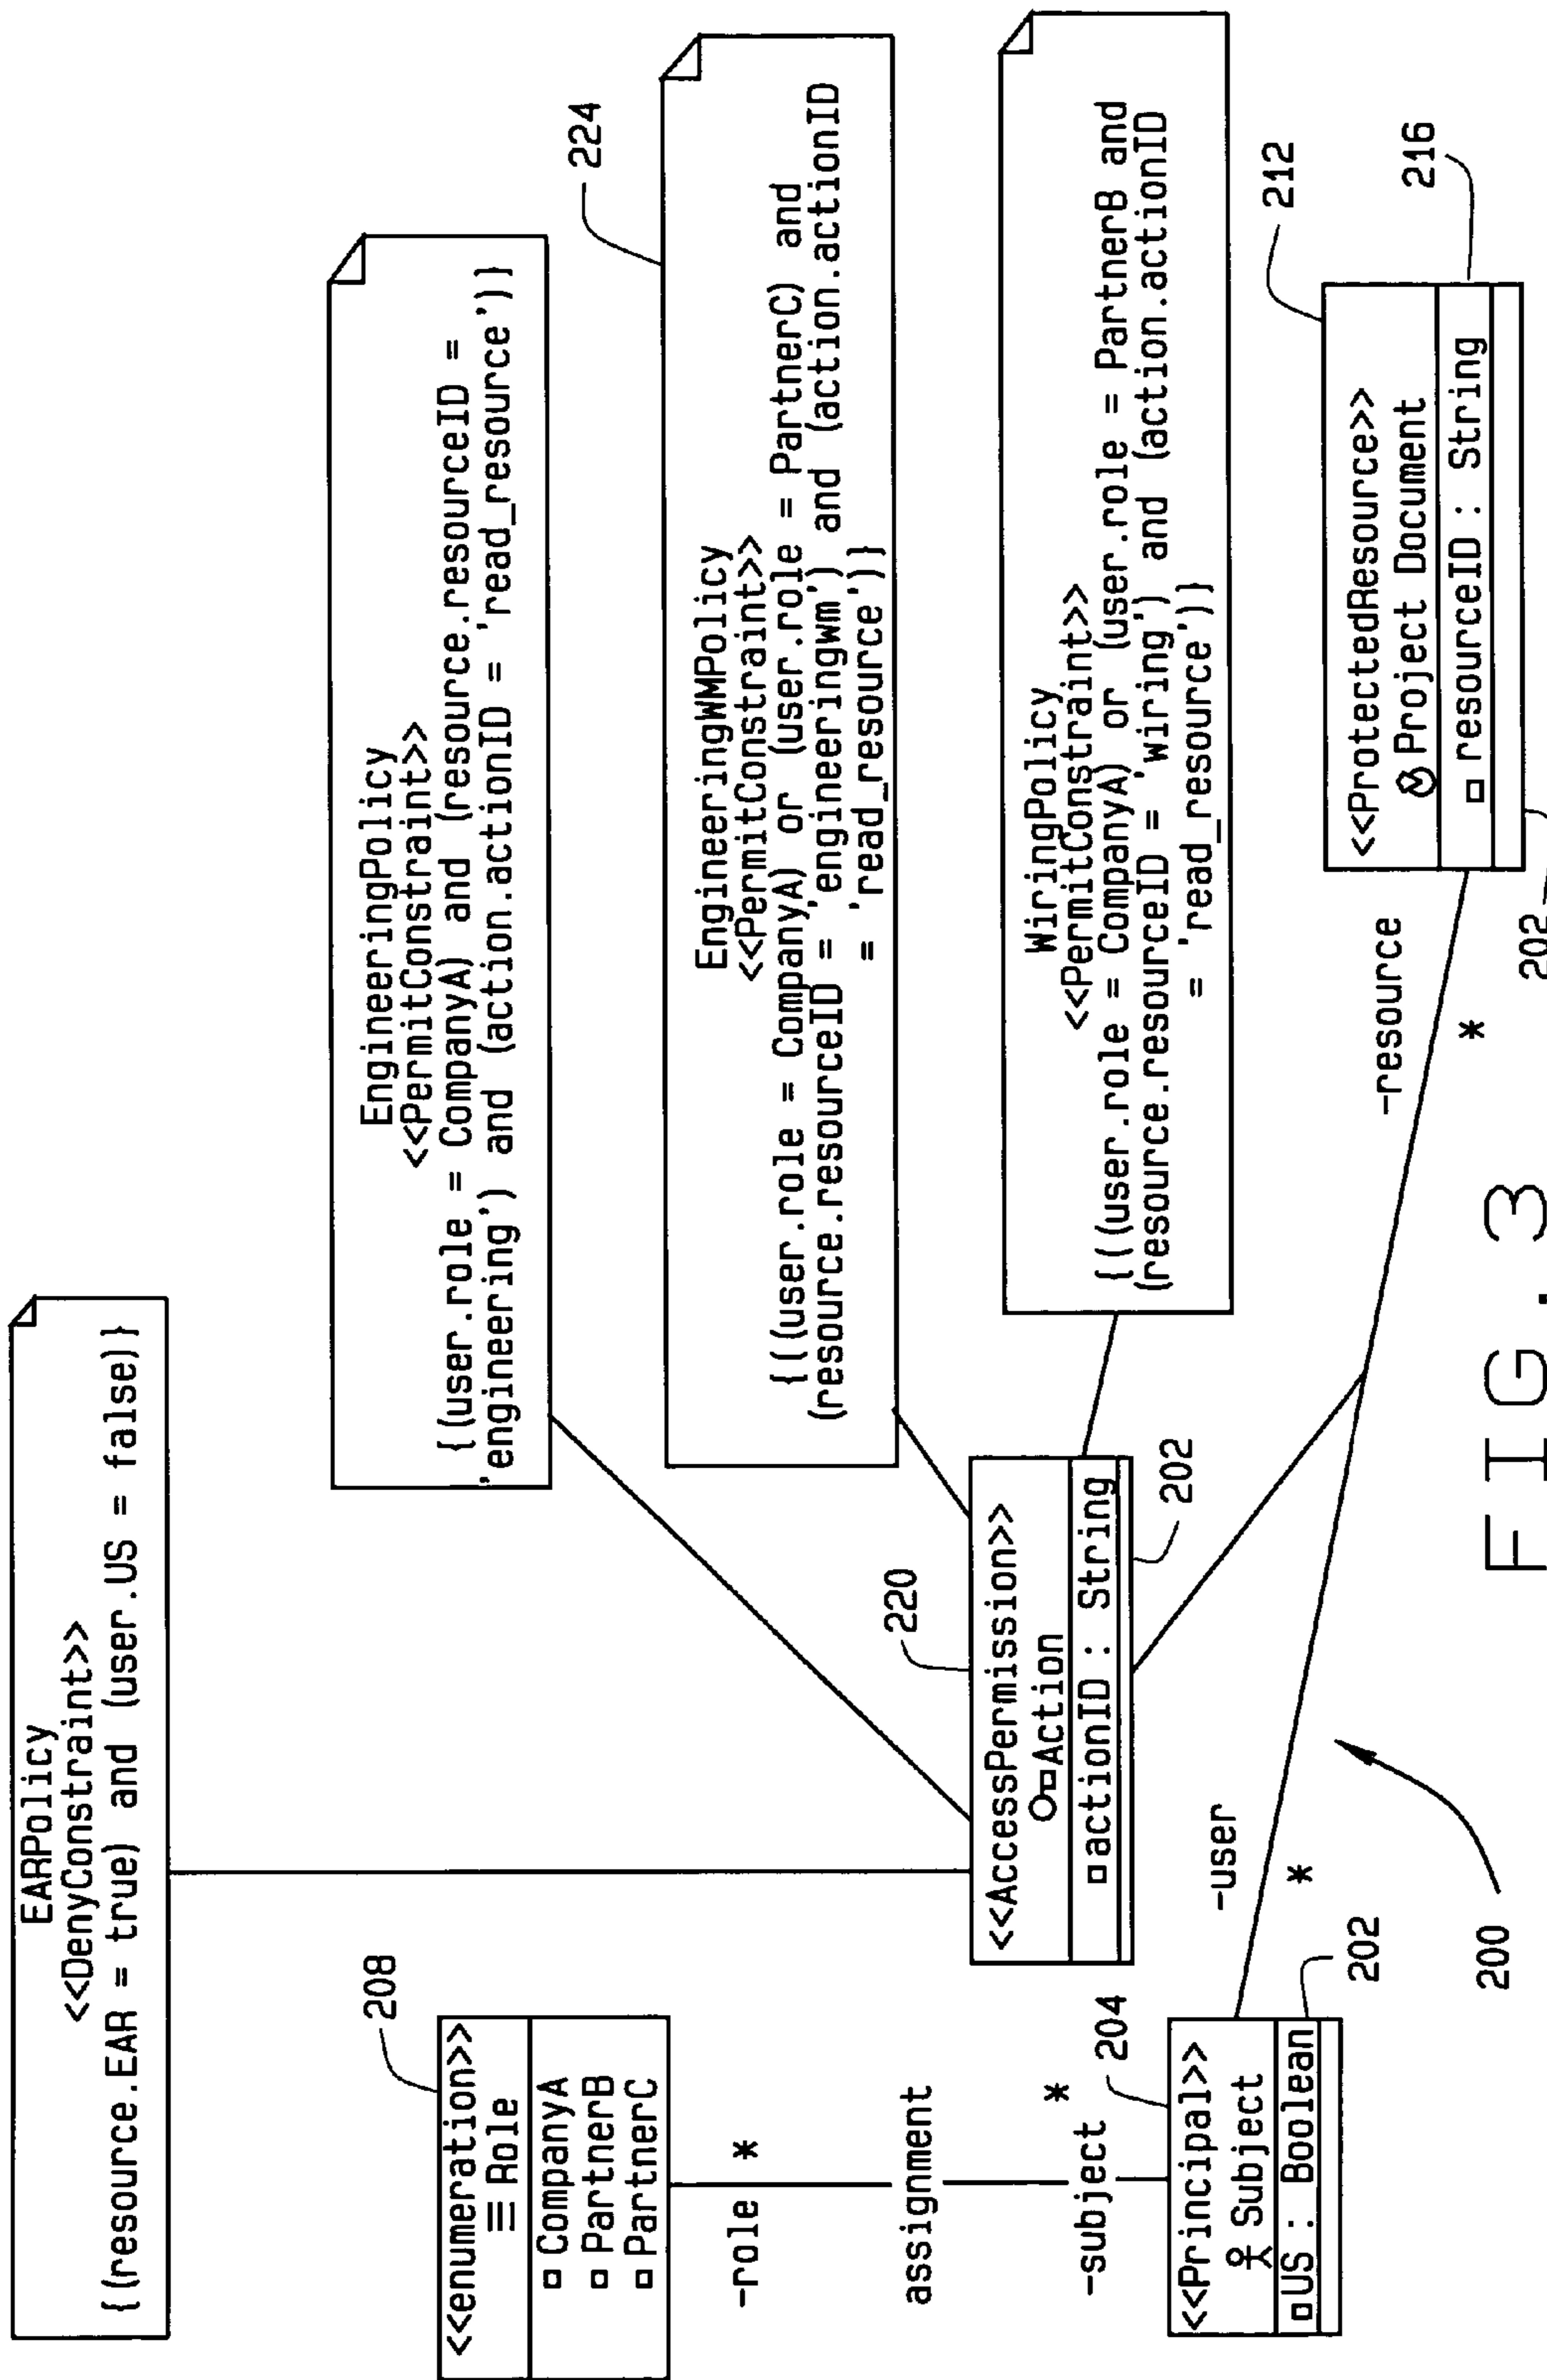 EARPolicy
<<DenyConstraint>>
{(resource.EAR = true) and (user.US = false)}
208
<<enumeration>>
Role
CompanyA
PartnerB
PartnerC
-role *
assignment
-subject *
204
<<Principal>>
Subject
US : Boolean
202
-user
*
200
EngineeringPolicy
<<PermitConstraint>>
{(user.role = CompanyA) and (resource.resourceID =
'engineering') and (action.actionID = 'read_resource')}
224
EngineeringWMPolicy
<<PermitConstraint>>
{((user.role = CompanyA) or (user.role = PartnerC) and
(resource.resourceID = 'engineeringwm') and (action.actionID
= 'read_resource')}
220
<<AccessPermission>>
Action
actionID : String
202
WiringPolicy
<<PermitConstraint>>
{((user.role = CompanyA) or (user.role = PartnerB and
(resource.resourceID = 'wiring') and (action.actionID
= 'read_resource')}
212
<<ProtectedResource>>
Project Document
resourceID : String
216
202
-resource
*
FIG. 3